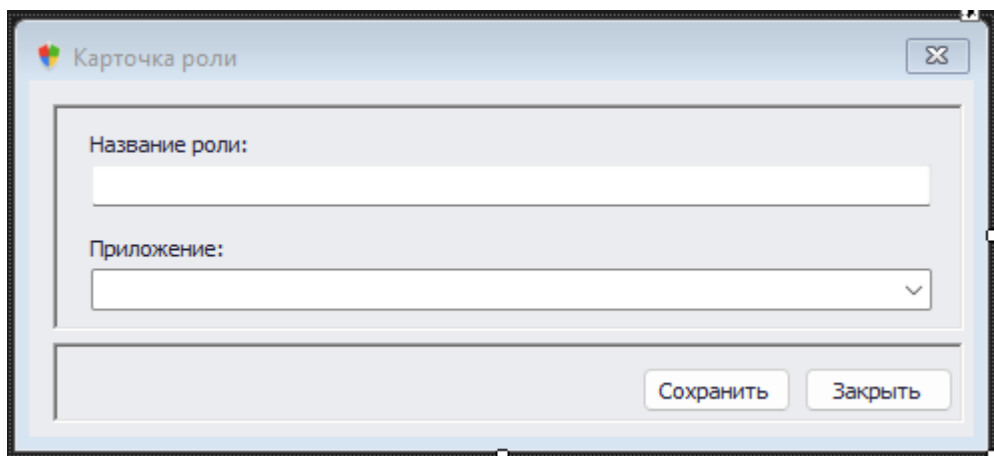 Карточка роли
Название роли:
Приложение:
Сохранить Закрыть